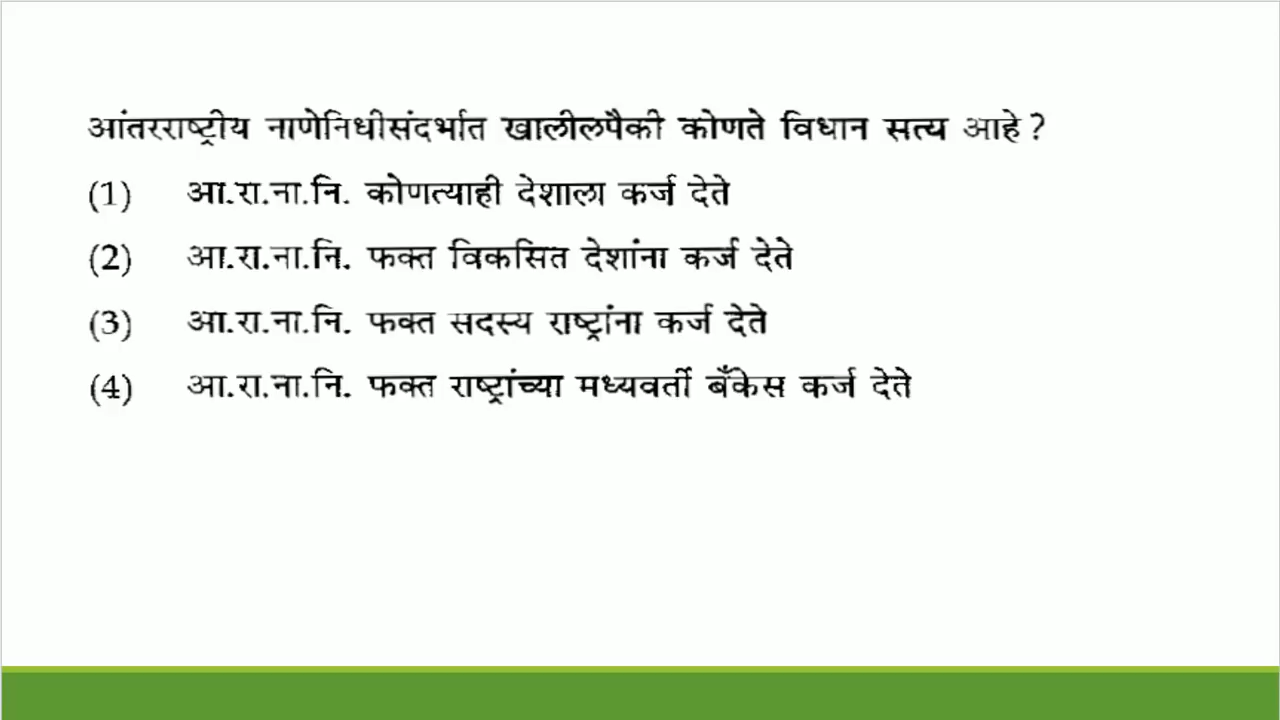 आंतरराष्ट्रीय नाणेनिधीसंदर्भात खालीलपैकी कोणते विधान सत्य आहे ?
(1) आ.रा.ना.नि. कोणत्याही देशाला कर्ज देते
(2) आ.रा.ना.नि. फक्त विकसित देशांना कर्ज देते
(3) आ.रा.ना.नि. फक्त सदस्य राष्ट्रांना कर्ज देते
(4) आ.रा.ना.नि. फक्त राष्ट्रांच्या मध्यवर्ती बँकेस कर्ज देते